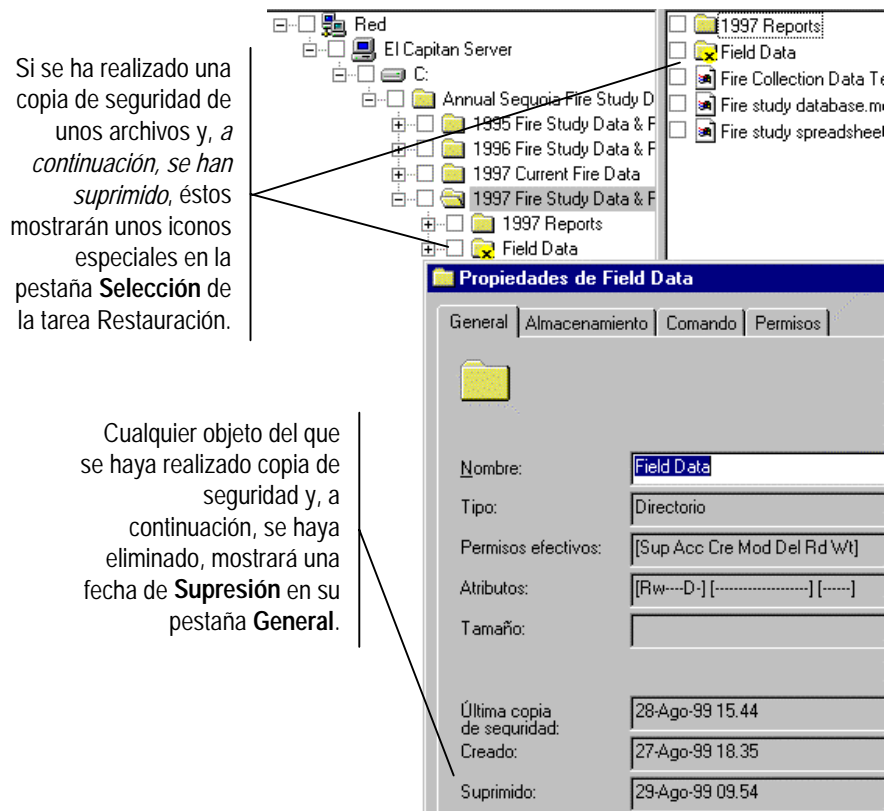 Si se ha realizado una
copia de seguridad de
unos archivos y, a
continuación, se han
suprimido, éstos
mostrarán unos iconos
especiales en la
pestaña Selección de
la tarea Restauración.
Red
El Capitan Server
C:
Annual Sequoia Fire Study D
1995 Fire Study Data & F
1996 Fire Study Data & F
1997 Current Fire Data
1997 Fire Study Data & F
1997 Reports
Field Data
1997 Reports
Field Data
Fire Collection Data Te
Fire study database.m
Fire study spreadsheet
Propiedades de Field Data
General Almacenamiento Comando Permisos
Cualquier objeto del que
se haya realizado copia de
seguridad y, a
continuación, se haya
eliminado, mostrará una
fecha de Supresión en su
pestaña General.
Nombre: Field Data
Tipo: Directorio
Permisos efectivos: [Sup Acc Cre Mod Del Rd Wt]
Atributos: [Rw----D-] [--------------------] [------]
Tamaño:
Última copia
de seguridad: 28-Ago-99 15.44
Creado: 27-Ago-99 18.35
Suprimido: 29-Ago-99 09.54